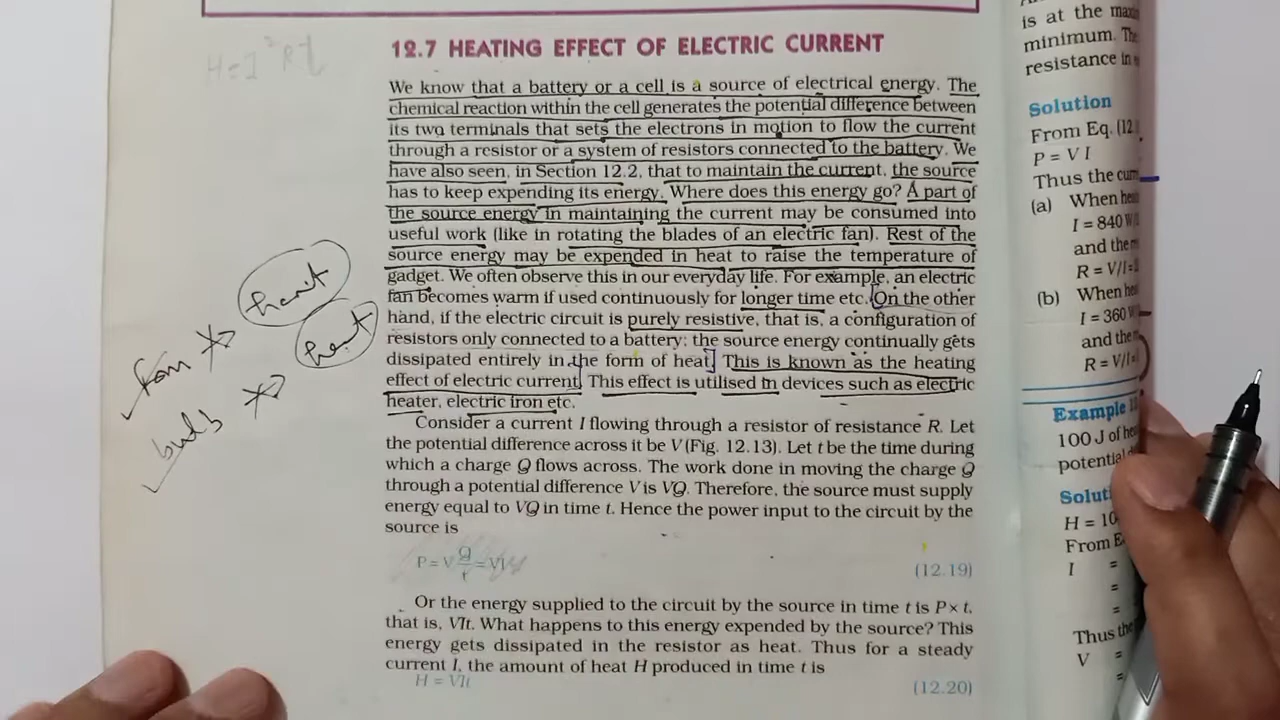 H = I²Rt
12.7 HEATING EFFECT OF ELECTRIC CURRENT
We know that a battery or a cell is a source of electrical energy. The
chemical reaction within the cell generates the potential difference between
its two terminals that sets the electrons in motion to flow the current
through a resistor or a system of resistors connected to the battery. We
have also seen, in Section 12.2, that to maintain the current, the source
has to keep expending its energy. Where does this energy go? A part of
the source energy in maintaining the current may be consumed into
useful work (like in rotating the blades of an electric fan). Rest of the
source energy may be expended in heat to raise the temperature of
gadget. We often observe this in our everyday life. For example, an electric
fan becomes warm if used continuously for longer time etc. On the other
hand, if the electric circuit is purely resistive, that is, a configuration of
resistors only connected to a battery; the source energy continually gets
dissipated entirely in the form of heat. This is known as the heating
effect of electric current. This effect is utilised in devices such as electric
heater, electric iron etc.
Consider a current I flowing through a resistor of resistance R. Let
the potential difference across it be V (Fig. 12.13). Let t be the time during
which a charge Q flows across. The work done in moving the charge Q
through a potential difference V is VQ. Therefore, the source must supply
energy equal to VQ in time t. Hence the power input to the circuit by the
source is
P = V Q/t = VI (12.19)
Or the energy supplied to the circuit by the source in time t is P × t,
that is, VIt. What happens to this energy expended by the source? This
energy gets dissipated in the resistor as heat. Thus for a steady
current I, the amount of heat H produced in time t is
H = VIt (12.20)
heat
heat
bulb
is at the
minimum.
resistance in
Solution
From Eq. (12.
P = V I
Thus the
(a) When
I = 840 W
and the
R = V/I =
(b) When
I = 360
and the
R = V/I
Example
100 J of
potential
H = 10
From
I =
=
=
Thus the
V =
=